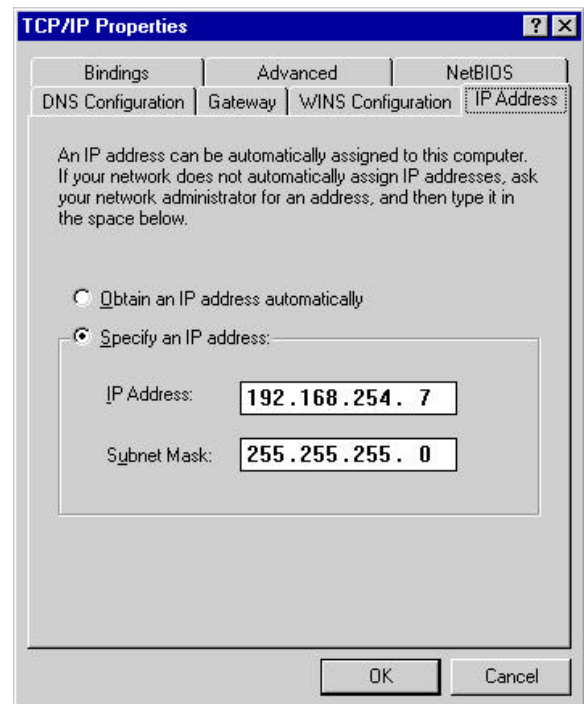 TCP/IP Properties
? ×
Bindings Advanced NetBIOS
DNS Configuration Gateway WINS Configuration IP Address
An IP address can be automatically assigned to this computer.
If your network does not automatically assign IP addresses, ask
your network administrator for an address, and then type it in
the space below.
Obtain an IP address automatically
Specify an IP address:
IP Address: 192.168.254. 7
Subnet Mask: 255.255.255. 0
OK Cancel